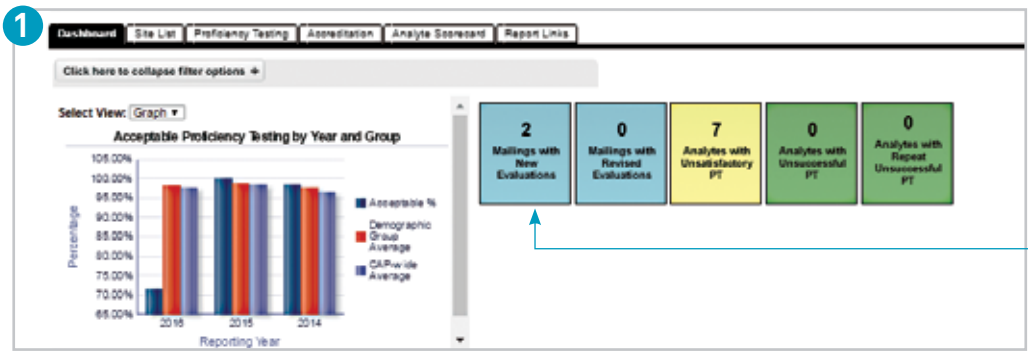 1
Dashboard Site List Proficiency Testing Accreditation Analyte Scorecard Report Links
Click here to collapse filter options +
Select View: Graph ▼
Acceptable Proficiency Testing by Year and Group
105.00%
100.00%
95.00%
90.00%
85.00%
80.00%
75.00%
70.00%
65.00%
Percentage
2016 2015 2014
Reporting Year
Acceptable %
Demographic
Group
Average
CAP-wide
Average
2
Mailings with
New
Evaluations
0
Mailings with
Revised
Evaluations
7
Analytes with
Unsatisfactory
PT
0
Analytes with
Unsuccessful
PT
0
Analytes with
Repeat
Unsuccessful
PT